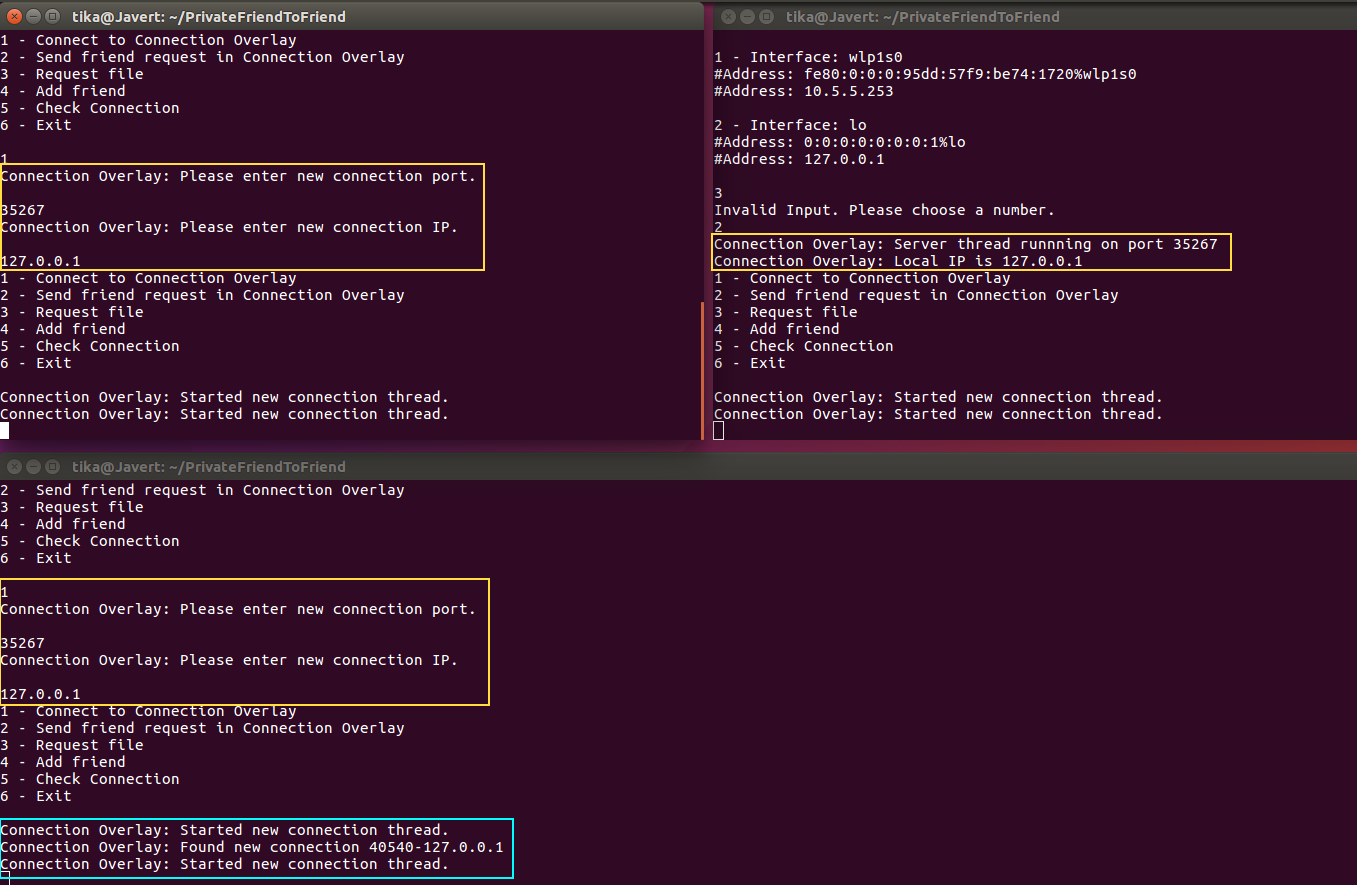 tika@Javert: ~/PrivateFriendToFriend
1 - Connect to Connection Overlay
2 - Send friend request in Connection Overlay
3 - Request file
4 - Add friend
5 - Check Connection
6 - Exit
1
Connection Overlay: Please enter new connection port.
35267
Connection Overlay: Please enter new connection IP.
127.0.0.1
1 - Connect to Connection Overlay
2 - Send friend request in Connection Overlay
3 - Request file
4 - Add friend
5 - Check Connection
6 - Exit
Connection Overlay: Started new connection thread.
Connection Overlay: Started new connection thread.
tika@Javert: ~/PrivateFriendToFriend
1 - Interface: wlp1s0
#Address: fe80:0:0:0:95dd:57f9:be74:1720%wlp1s0
#Address: 10.5.5.253
2 - Interface: lo
#Address: 0:0:0:0:0:0:0:1%lo
#Address: 127.0.0.1
3
Invalid Input. Please choose a number.
2
Connection Overlay: Server thread runnning on port 35267
Connection Overlay: Local IP is 127.0.0.1
1 - Connect to Connection Overlay
2 - Send friend request in Connection Overlay
3 - Request file
4 - Add friend
5 - Check Connection
6 - Exit
Connection Overlay: Started new connection thread.
Connection Overlay: Started new connection thread.
tika@Javert: ~/PrivateFriendToFriend
2 - Send friend request in Connection Overlay
3 - Request file
4 - Add friend
5 - Check Connection
6 - Exit
1
Connection Overlay: Please enter new connection port.
35267
Connection Overlay: Please enter new connection IP.
127.0.0.1
1 - Connect to Connection Overlay
2 - Send friend request in Connection Overlay
3 - Request file
4 - Add friend
5 - Check Connection
6 - Exit
Connection Overlay: Started new connection thread.
Connection Overlay: Found new connection 40540-127.0.0.1
Connection Overlay: Started new connection thread.